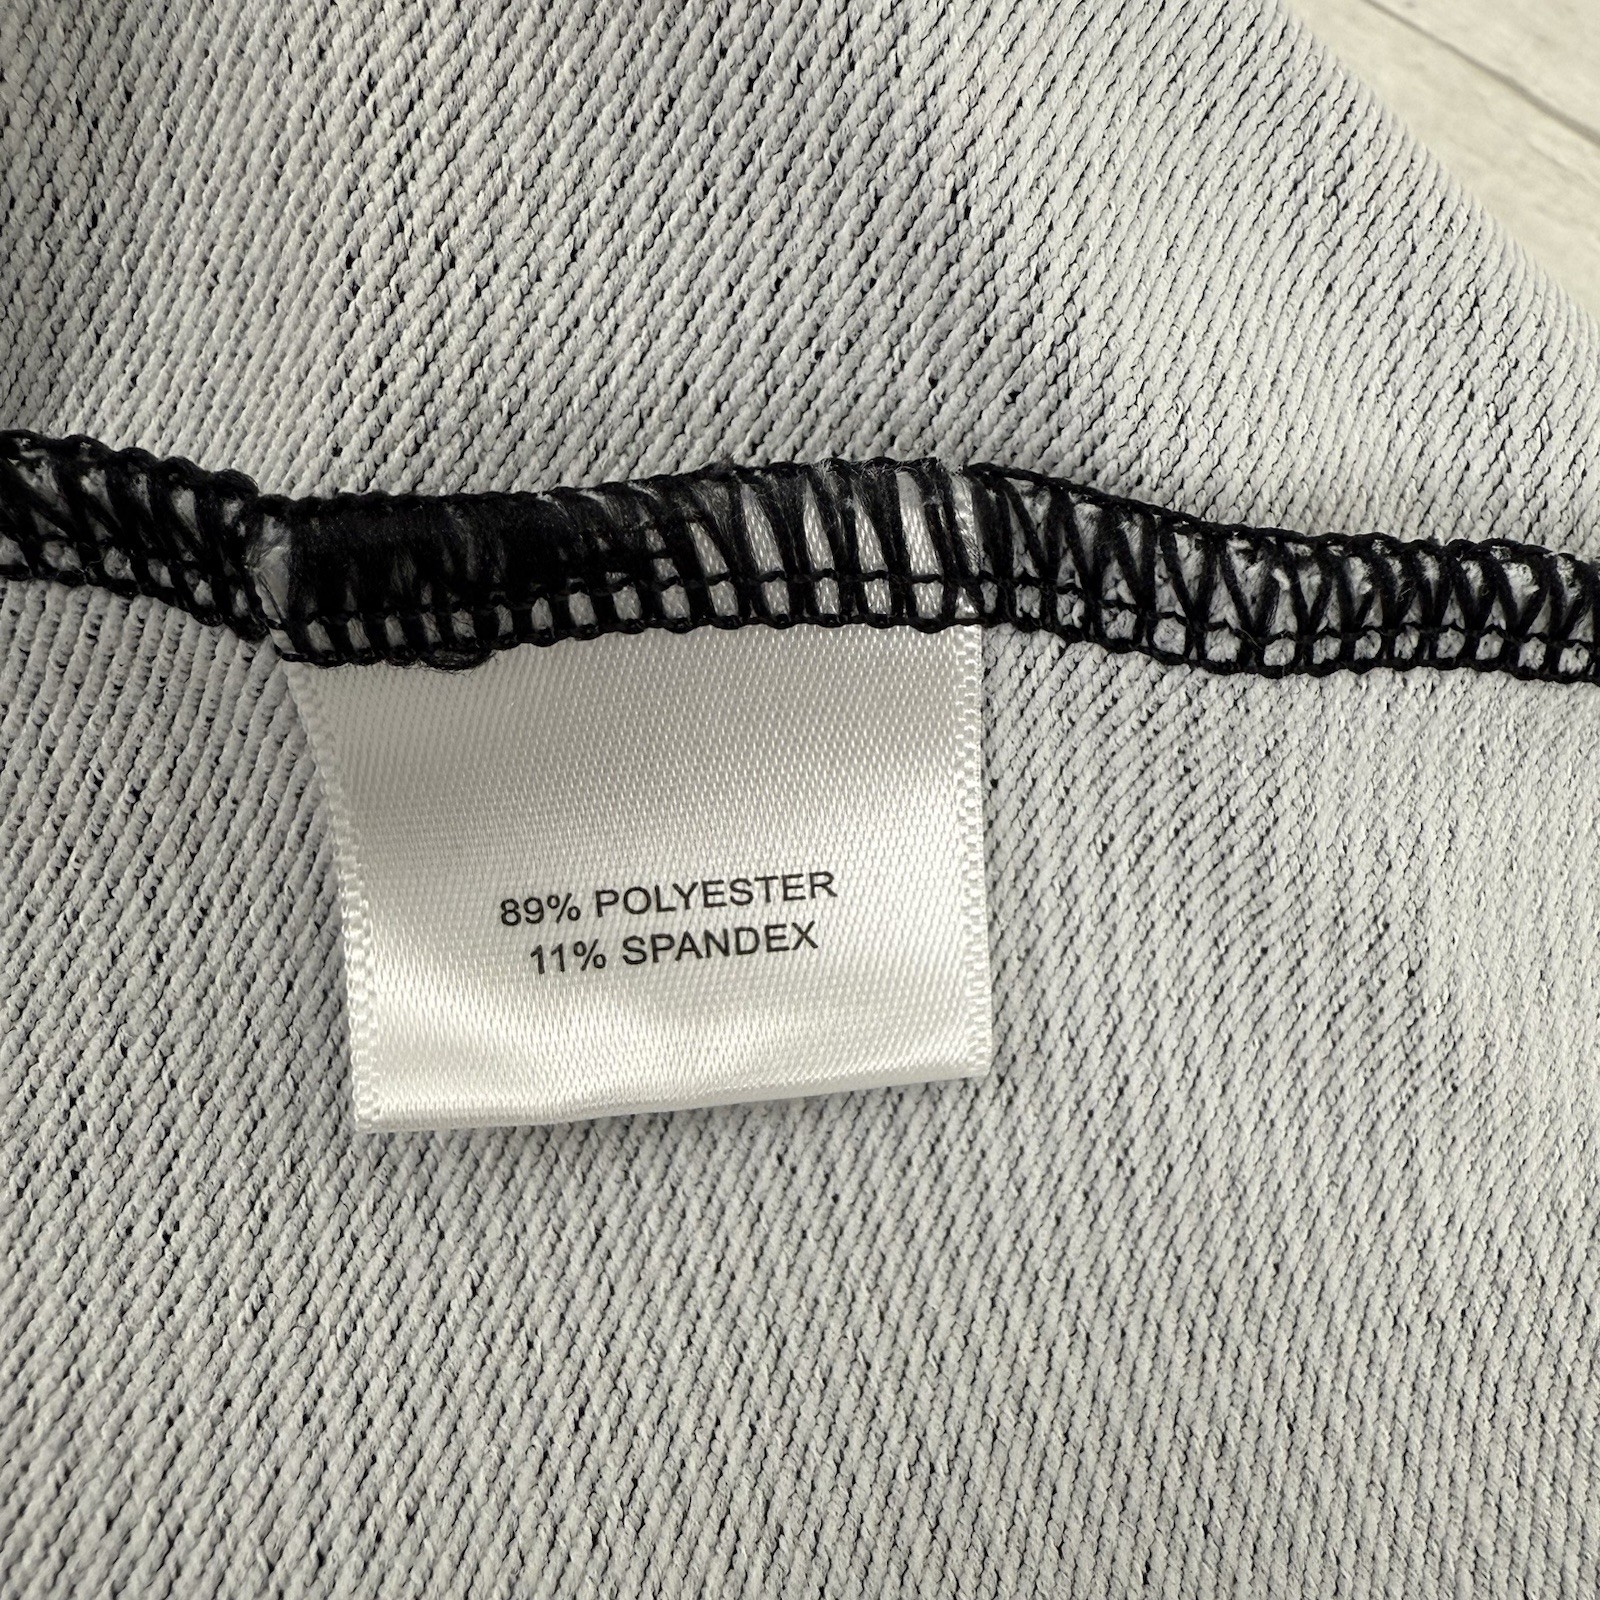 89% POLYESTER
11% SPANDEX